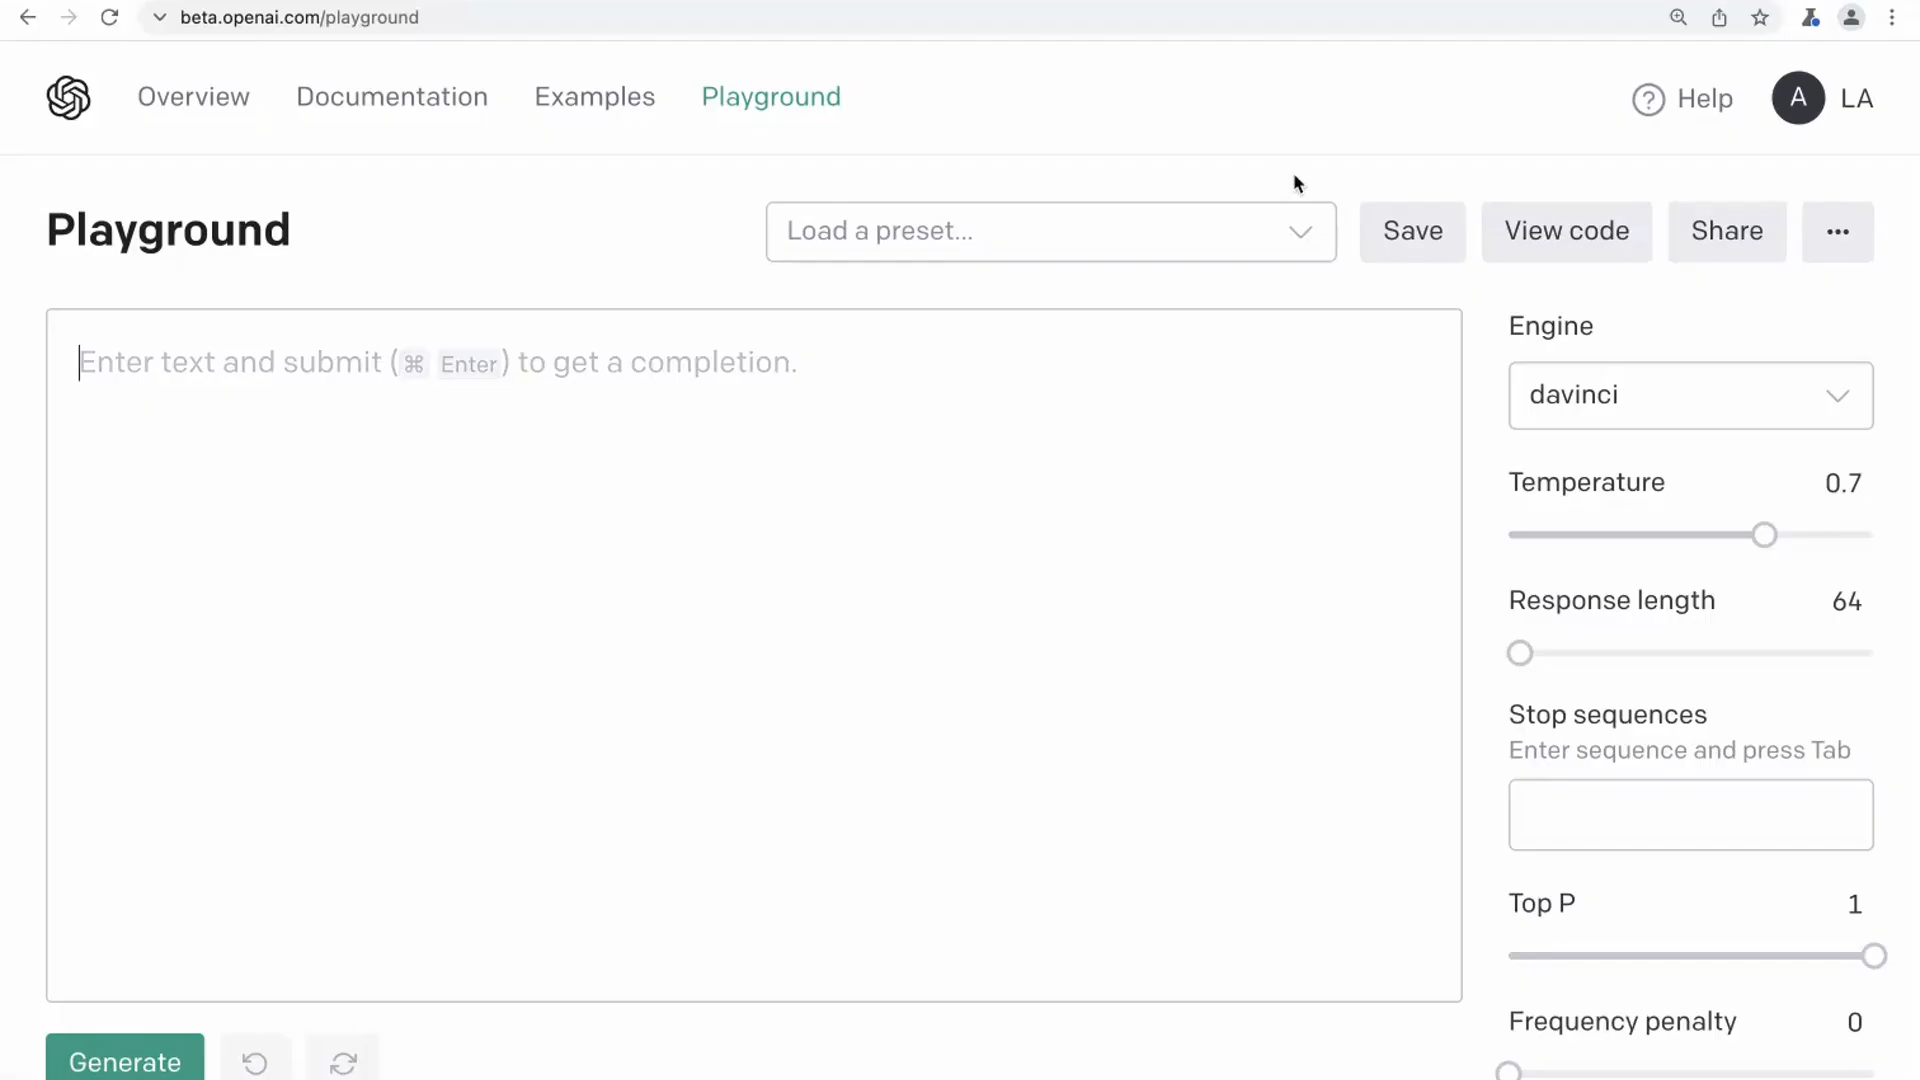 beta.openai.com/playground
Overview Documentation Examples Playground Help A LA
Playground Load a preset... Save View code Share
Enter text and submit (⌘ Enter) to get a completion.
Engine
davinci
Temperature 0.7
Response length 64
Stop sequences
Enter sequence and press Tab
Top P 1
Frequency penalty 0
Generate